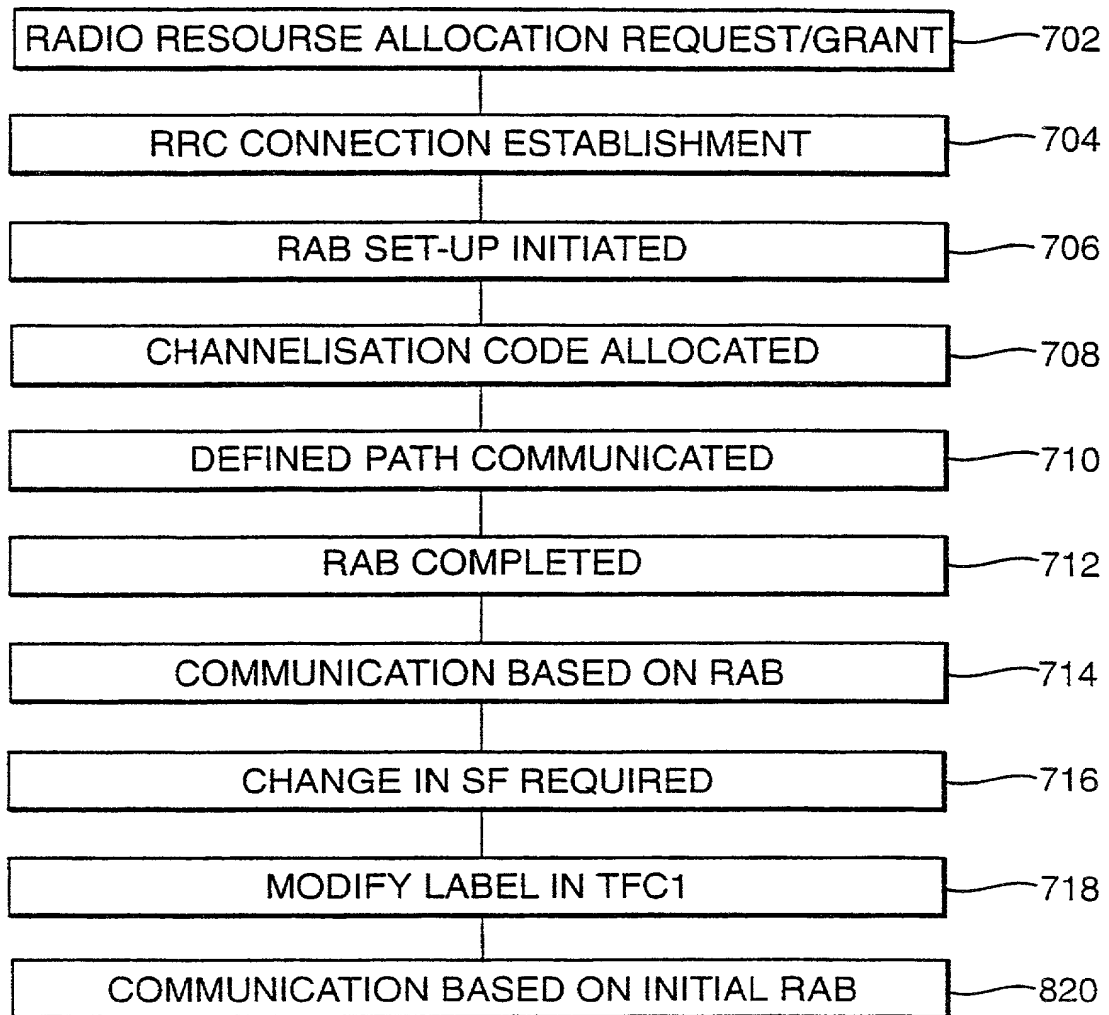 RADIO RESOURSE ALLOCATION REQUEST/GRANT 702
RRC CONNECTION ESTABLISHMENT 704
RAB SET-UP INITIATED 706
CHANNELISATION CODE ALLOCATED 708
DEFINED PATH COMMUNICATED 710
RAB COMPLETED 712
COMMUNICATION BASED ON RAB 714
CHANGE IN SF REQUIRED 716
MODIFY LABEL IN TFC1 718
COMMUNICATION BASED ON INITIAL RAB 820